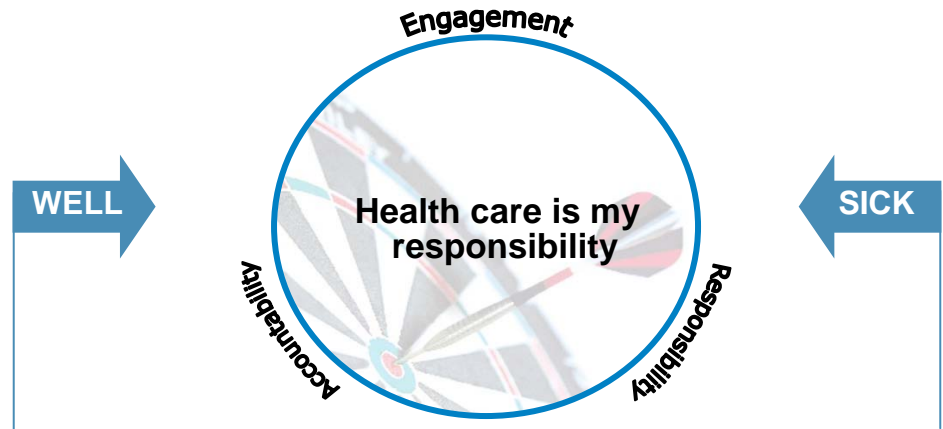 Engagement
WELL
SICK
Health care is my
responsibility
Accountability
Responsibility